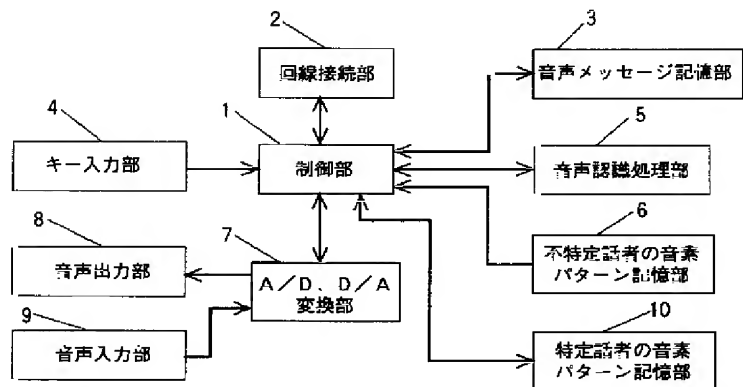 2
回線接続部
3
音声メッセージ記憶部
4
キー入力部
1
制御部
5
音声認識処理部
8
音声出力部
7
A/D、D/A
変換部
6
不特定話者の音素
パターン記憶部
9
音声入力部
10
特定話者の音素
パターン記憶部